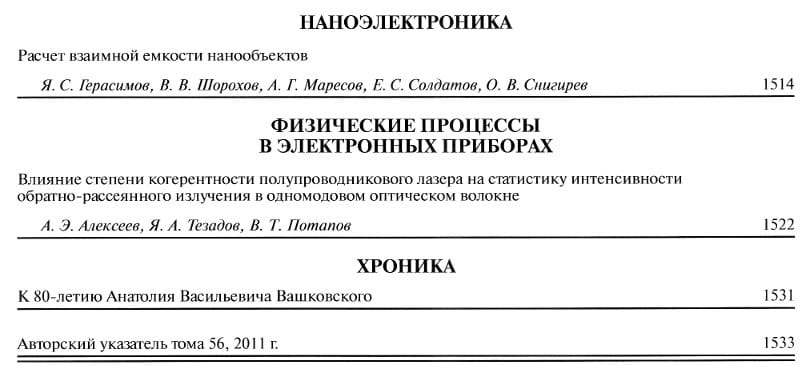 НАНОЭЛЕКТРОНИКА
Расчет взаимной емкости нанообъектов
Я. С. Герасимов, В. В. Шорохов, А. Г. Маресов, Е. С. Солдатов, О. В. Снигирев 1514
ФИЗИЧЕСКИЕ ПРОЦЕССЫ
В ЭЛЕКТРОННЫХ ПРИБОРАХ
Влияние степени когерентности полупроводникового лазера на статистику интенсивности
обратно-рассеянного излучения в одномодовом оптическом волокне
А. Э. Алексеев, Я. А. Тезадов, В. Т. Потапов 1522
ХРОНИКА
К 80-летию Анатолия Васильевича Вашковского 1531
Авторский указатель тома 56, 2011 г. 1533